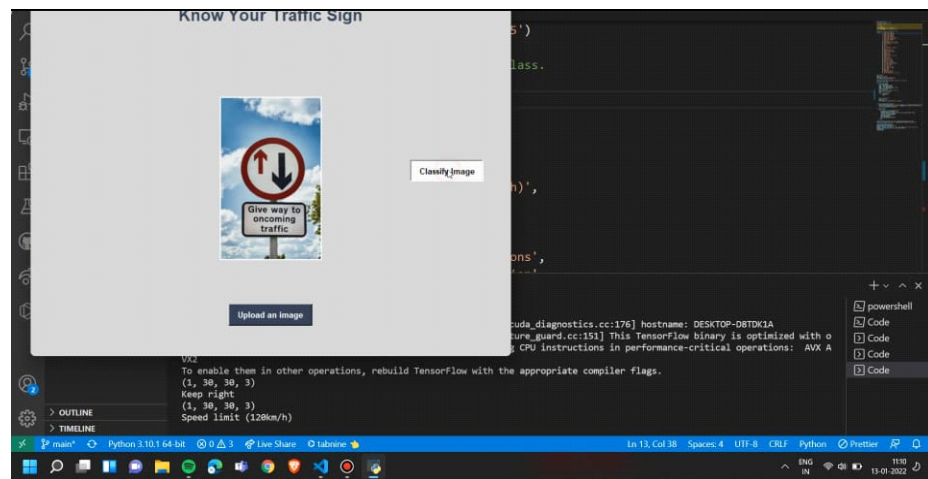 Know Your Traffic Sign
5')
lass.
Classify Image
h)',
Give way to
oncoming
traffic
ons',
Upload an Image
powershell
Code
Code
Code
Code
cuda_diagnostics.cc:176] hostname: DESKTOP-D8TDK1A
ure_guard.cc:151] This TensorFlow binary is optimized with o
g CPU instructions in performance-critical operations:  AVX A
VX2
To enable them in other operations, rebuild TensorFlow with the appropriate compiler flags.
(1, 30, 30, 3)
Keep right
(1, 30, 30, 3)
Speed limit (120km/h)
> OUTLINE
> TIMELINE
2
main* Python 3.10.1 64-bit 0 3 Live Share tabnine Ln 13, Col 38 Spaces: 4 UTF-8 CRLF Python Prettier
ENG
IN
11:10
13-01-2022